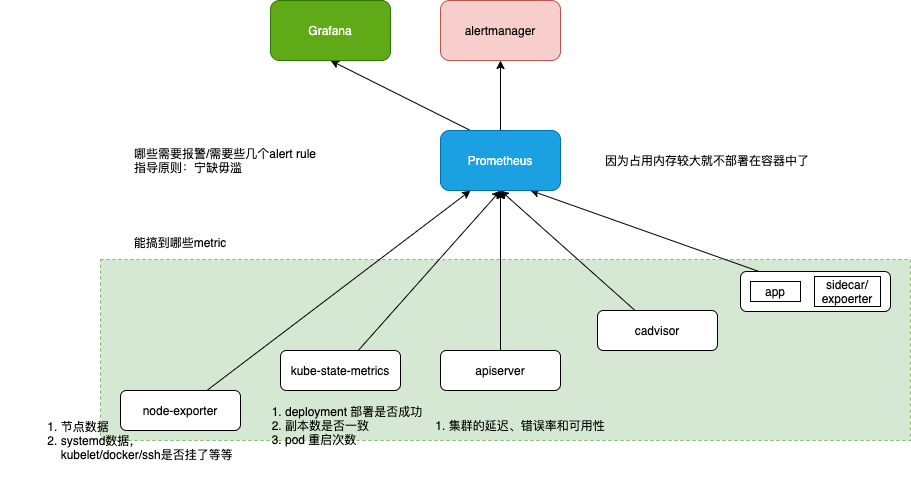 Grafana
alertmanager
哪些需要报警/需要些几个alert rule
指导原则：宁缺毋滥
Prometheus
因为占用内存较大就不部署在容器中了
能搞到哪些metric
app
sidecar/
expoerter
cadvisor
kube-state-metrics
apiserver
node-exporter
1. 节点数据
2. systemd数据，
kubelet/docker/ssh是否挂了等等
1. deployment 部署是否成功
2. 副本数是否一致
3. pod 重启次数
1. 集群的延迟、错误率和可用性